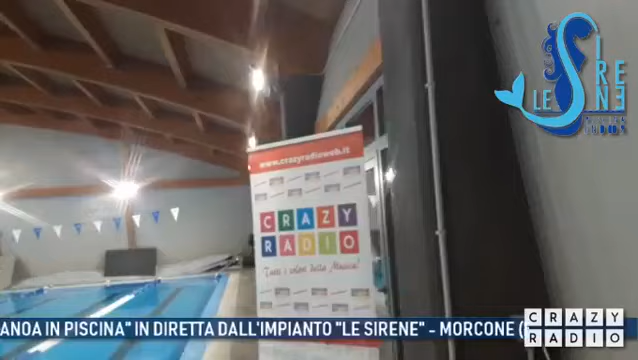 LE SIRENE
www.crazyradioweb.it
CRAZY
RADIO
Tutti i colori della Musica!
ANOA IN PISCINA" IN DIRETTA DALL'IMPIANTO "LE SIRENE" - MORCONE (
CRAZY
RADIO